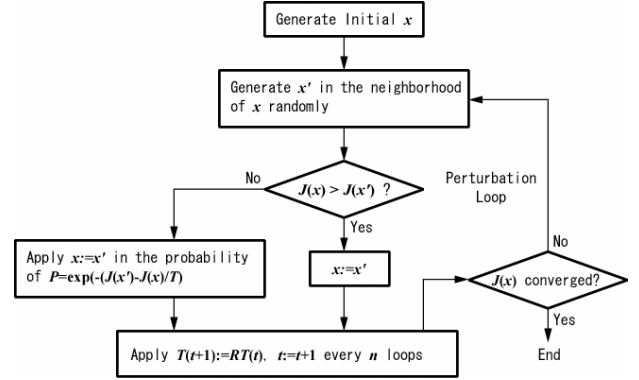 Generate Initial x
Generate x' in the neighborhood
of x randomly
No
J(x) > J(x') ?
Perturbation
Loop
Yes
No
Apply x:=x' in the probability
of P=exp(-(J(x')-J(x)/T)
x:=x'
J(x) converged?
Yes
Apply T(t+1):=RT(t), t:=t+1 every n loops
End